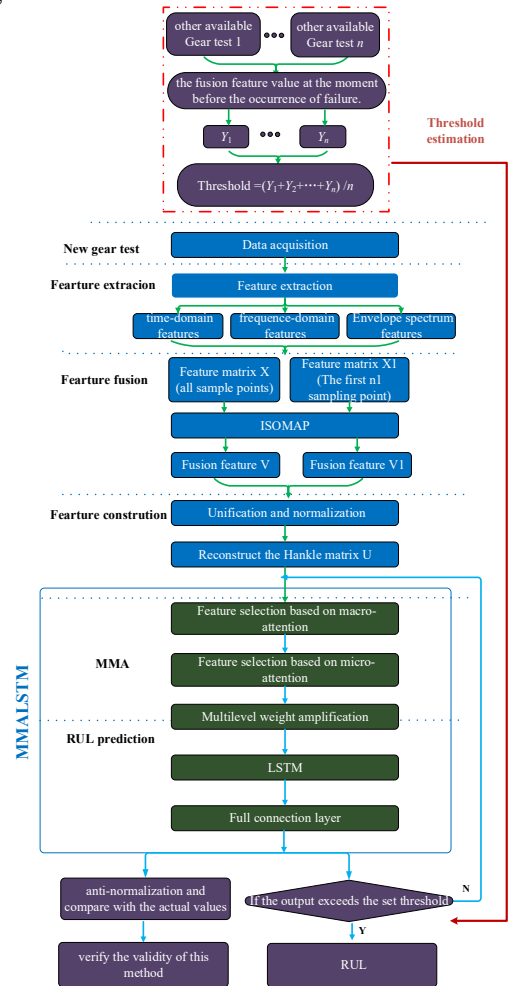 other available
Gear test 1
other available
Gear test n
the fusion feature value at the moment
before the occurrence of failure.
Y1
Yn
Threshold =(Y1+Y2+···+Yn) /n
Threshold
estimation
New gear test
Data acquisition
Fearture extracion
Feature extraction
time-domain
features
frequence-domain
features
Envelope spectrum
features
Fearture fusion
Feature matrix X
(all sample points)
Feature matrix X1
(The first n1
sampling point)
ISOMAP
Fusion feature V
Fusion feature V1
Fearture constrution
Unification and normalization
Reconstruct the Hankle matrix U
MMALSTM
Feature selection based on macro-
attention
MMA
Feature selection based on micro-
attention
Multilevel weight amplification
RUL prediction
LSTM
Full connection layer
anti-normalization and
compare with the actual values
If the output exceeds the set threshold
N
Y
verify the validity of this
method
RUL